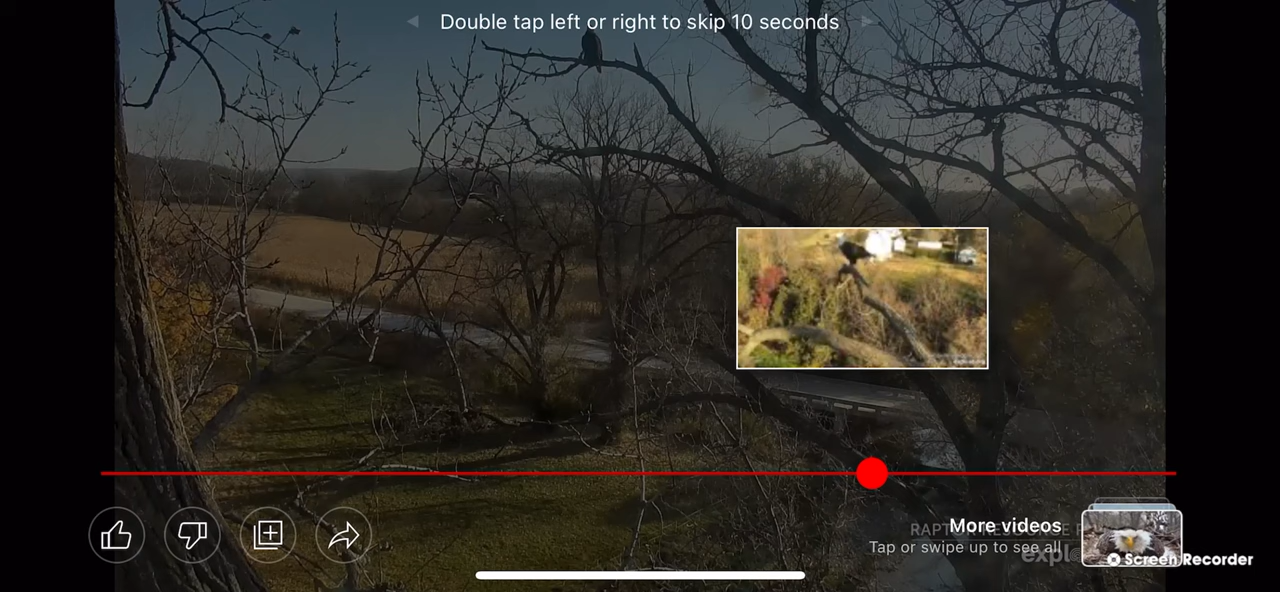 Double tap left or right to skip 10 seconds
More videos
Tap or swipe up to see all
Screen Recorder